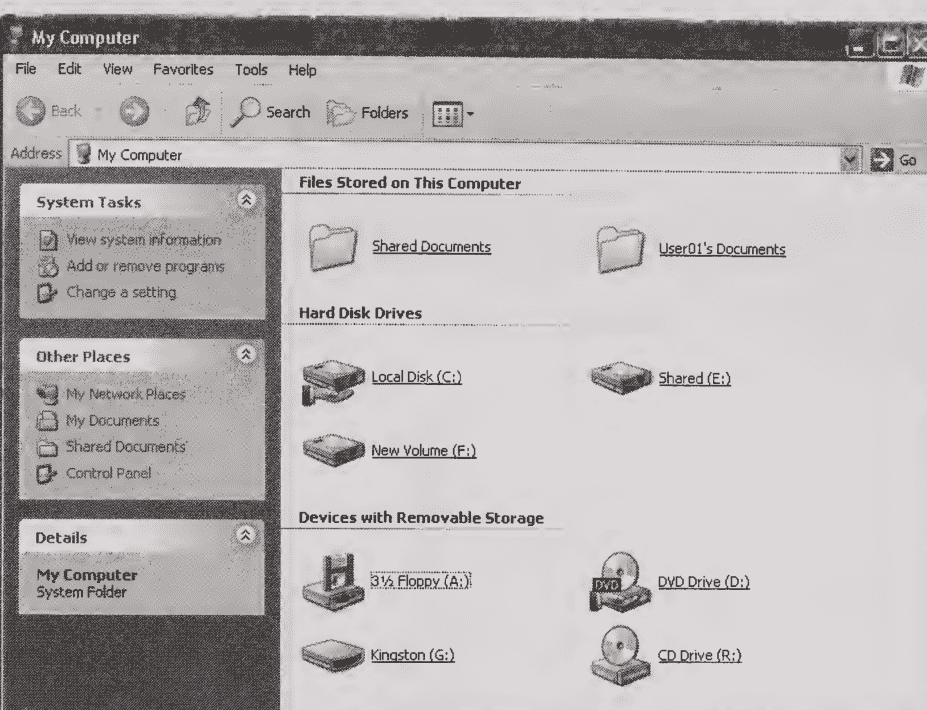 My Computer
File Edit View Favorites Tools Help
Back Search Folders
Address My Computer Go
System Tasks
View system information
Add or remove programs
Change a setting
Other Places
My Network Places
My Documents
Shared Documents
Control Panel
Details
My Computer
System Folder
Files Stored on This Computer
Shared Documents User01's Documents
Hard Disk Drives
Local Disk (C:) Shared (E:)
New Volume (F:)
Devices with Removable Storage
3½ Floppy (A:) DVD Drive (D:)
DVD
Kingston (G:) CD Drive (R:)